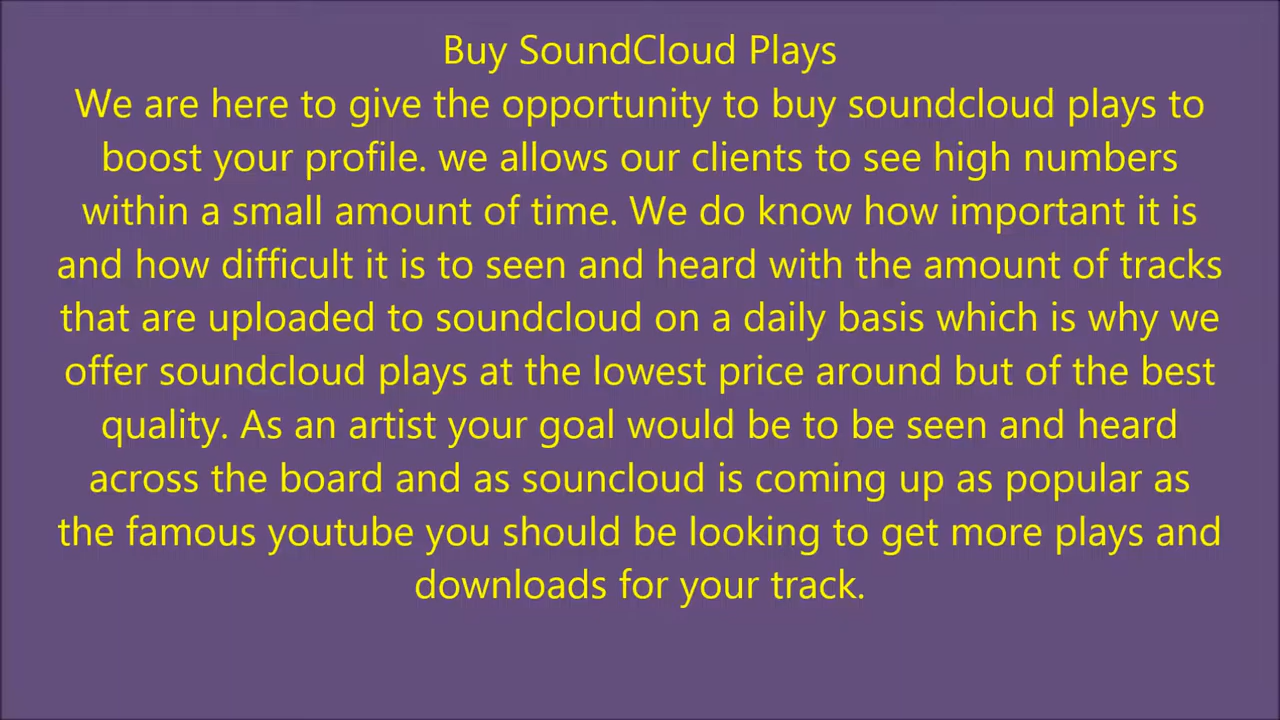 Buy SoundCloud Plays
We are here to give the opportunity to buy soundcloud plays to
boost your profile. we allows our clients to see high numbers
within a small amount of time. We do know how important it is
and how difficult it is to seen and heard with the amount of tracks
that are uploaded to soundcloud on a daily basis which is why we
offer soundcloud plays at the lowest price around but of the best
quality. As an artist your goal would be to be seen and heard
across the board and as souncloud is coming up as popular as
the famous youtube you should be looking to get more plays and
downloads for your track.